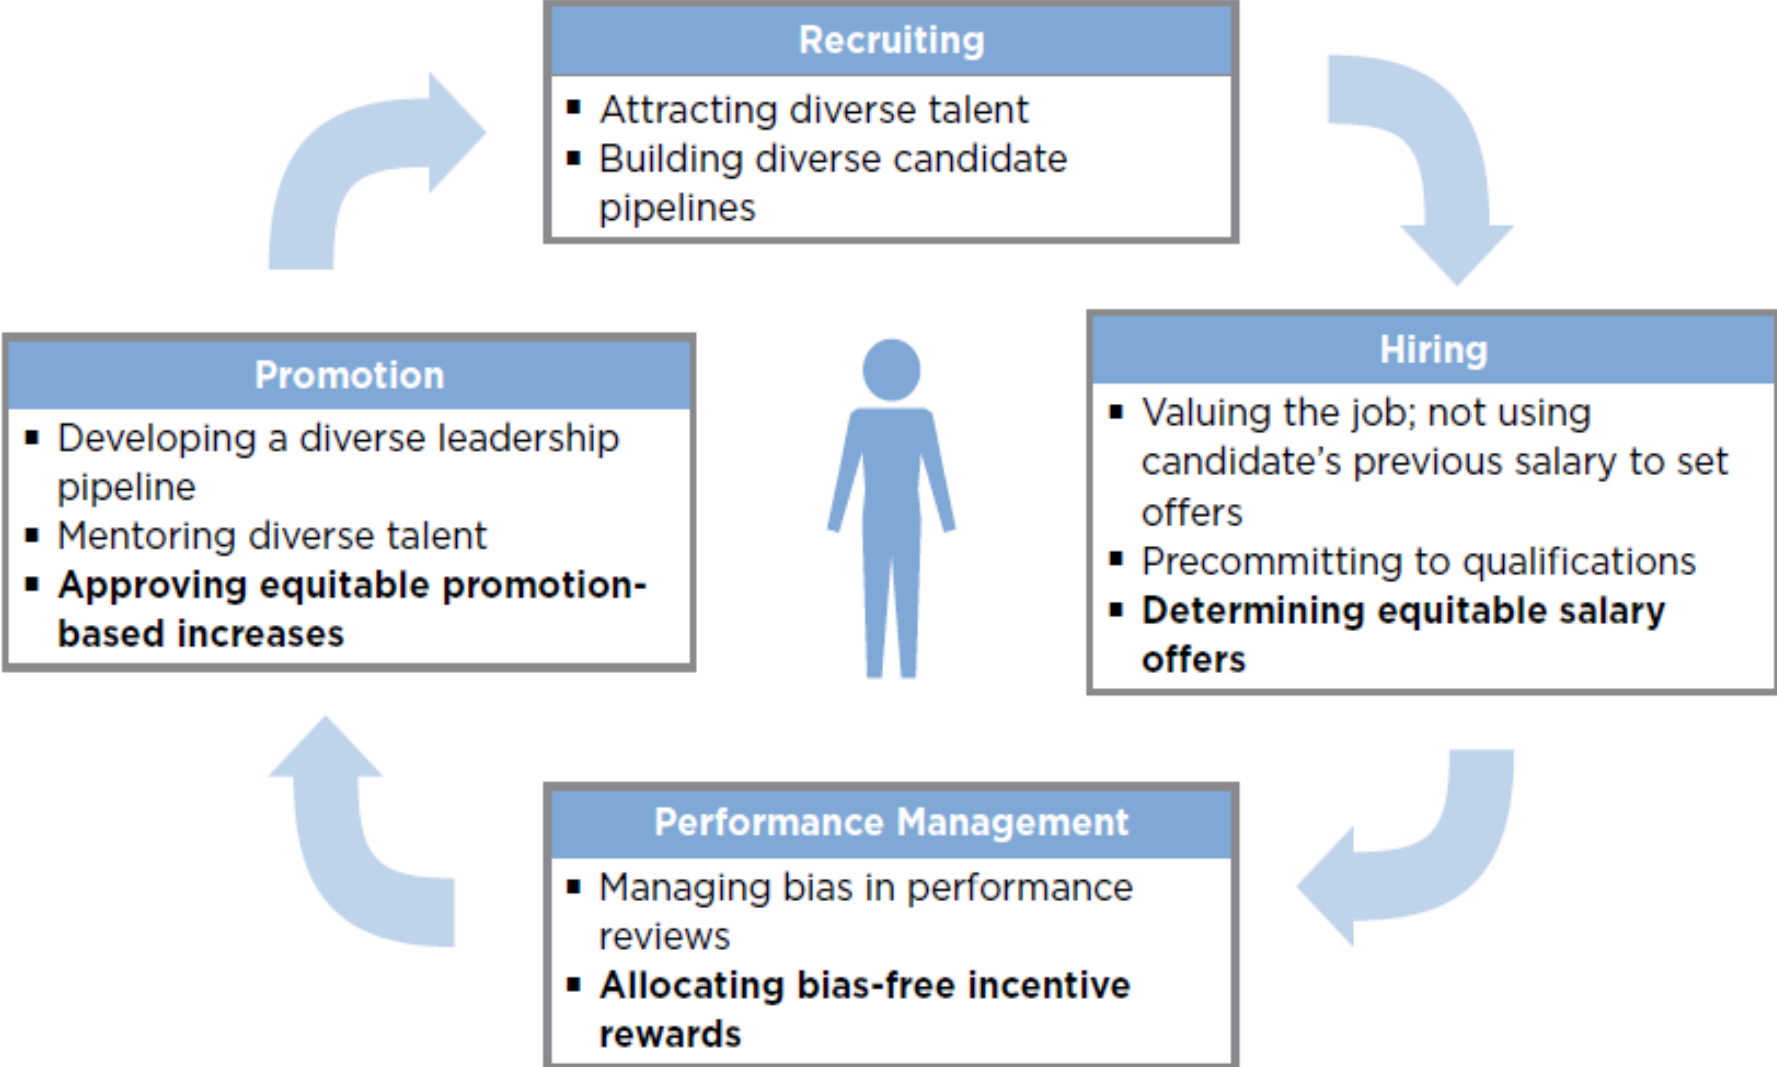 Recruiting
▪ Attracting diverse talent
▪ Building diverse candidate
pipelines
Hiring
▪ Valuing the job; not using
candidate’s previous salary to set
offers
▪ Precommitting to qualifications
▪ Determining equitable salary
offers
Performance Management
▪ Managing bias in performance
reviews
▪ Allocating bias-free incentive
rewards
Promotion
▪ Developing a diverse leadership
pipeline
▪ Mentoring diverse talent
▪ Approving equitable promotion-
based increases